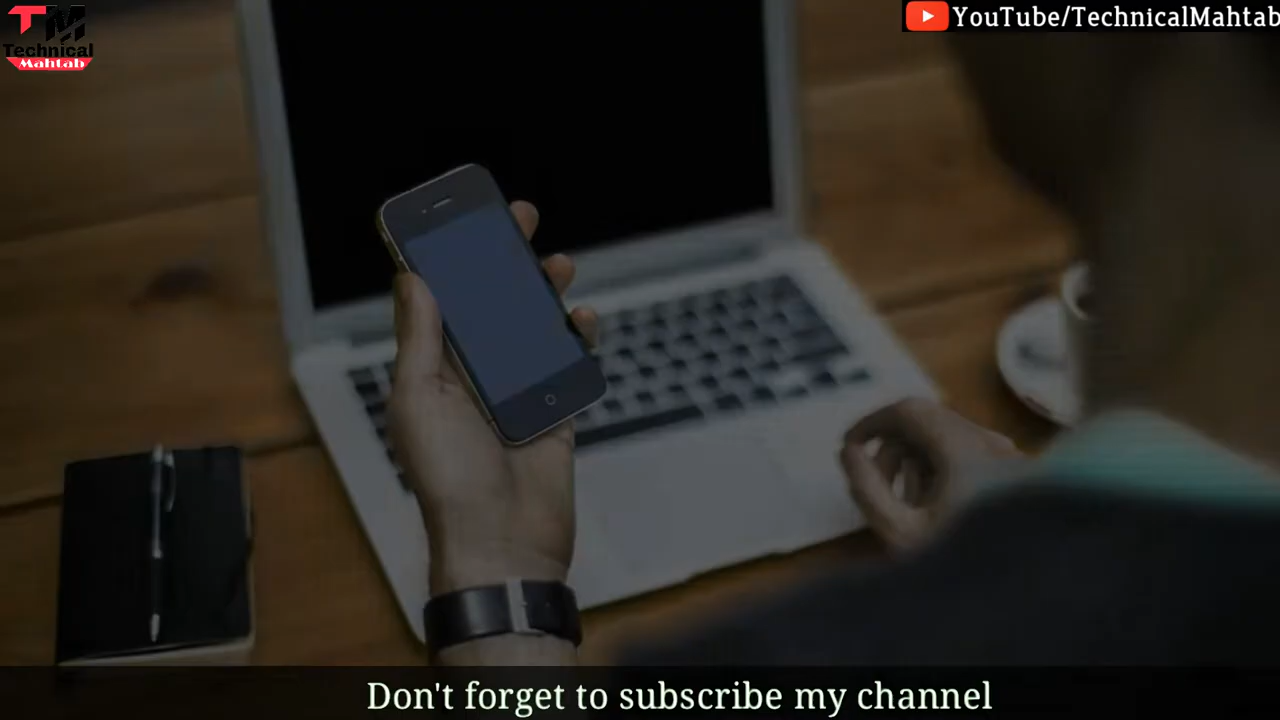 TM
Technical
Mahtab
YouTube/TechnicalMahtab
Don't forget to subscribe my channel